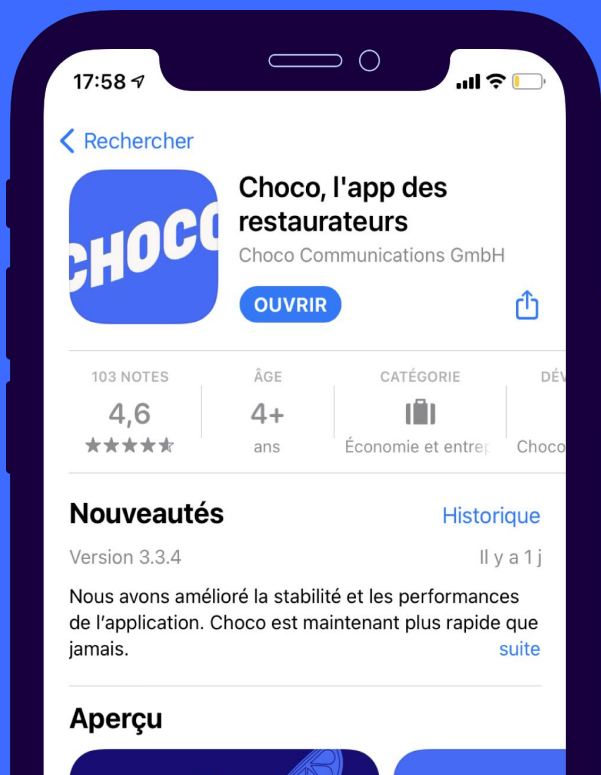 17:58
Rechercher
CHOCO
Choco, l'app des
restaurateurs
Choco Communications GmbH
OUVRIR
103 NOTES
4,6
ÂGE
4+
ans
CATÉGORIE
Économie et entrep
DÉV
Choco
Nouveautés
Historique
Version 3.3.4
Il y a 1 j
Nous avons amélioré la stabilité et les performances
de l'application. Choco est maintenant plus rapide que
jamais.
suite
Aperçu